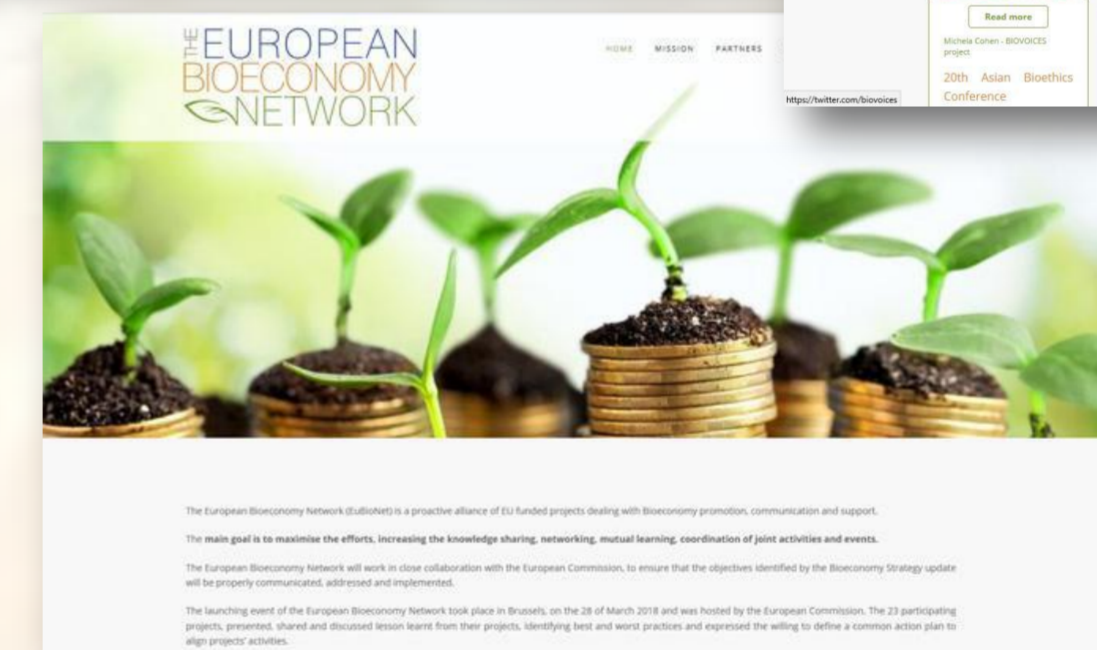 THE EUROPEAN
BIOECONOMY
NETWORK
HOME MISSION PARTNERS
Read more
Michela Cohen - BIOVOICES
project
20th Asian Bioethics
Conference
https://twitter.com/biovoices
The European Bioeconomy Network (EuBioNet) is a proactive alliance of EU funded projects dealing with Bioeconomy promotion, communication and support.
The main goal is to maximise the efforts, increasing the knowledge sharing, networking, mutual learning, coordination of joint activities and events.
The European Bioeconomy Network will work in close collaboration with the European Commission, to ensure that the objectives identified by the Bioeconomy Strategy update
will be properly communicated, addressed and implemented.
The launching event of the European Bioeconomy Network took place in Brussels, on the 28 of March 2018 and was hosted by the European Commission. The 23 participating
projects, presented, shared and discussed lesson learnt from their projects, identifying best and worst practices and expressed the willing to define a common action plan to
align projects' activities.